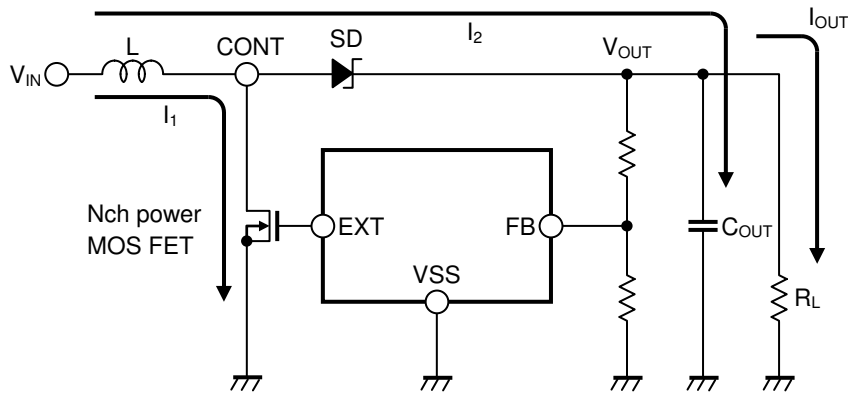 I2
IOUT
L
CONT
SD
VOUT
VIN
I1
Nch power
MOS FET
EXT
FB
COUT
VSS
RL